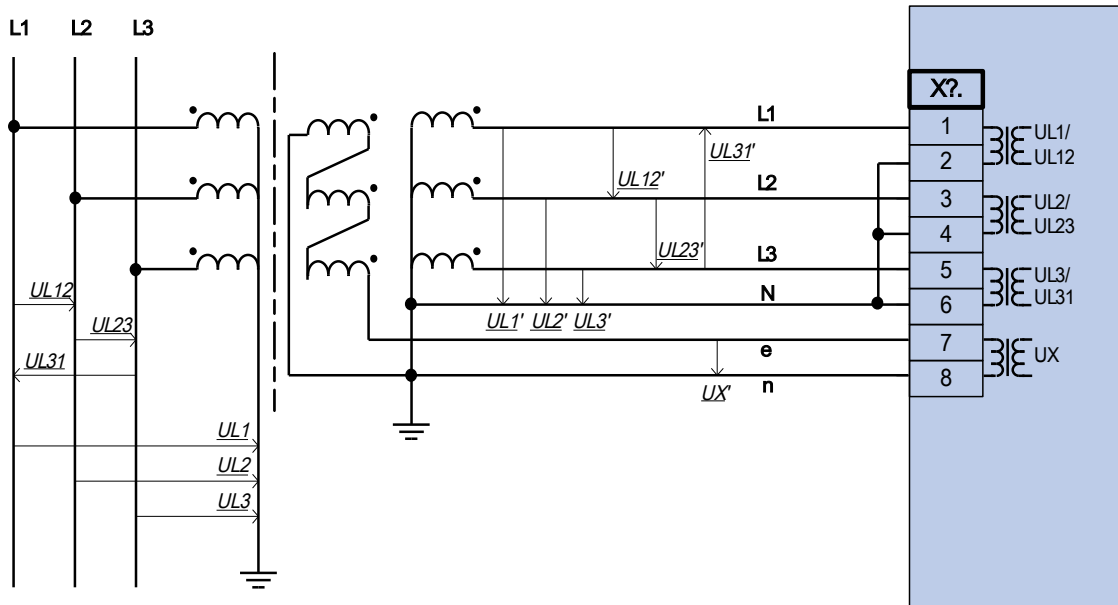 L1 L2 L3
X?.
L1
1
UL1/
UL31'
2
UL12
UL12'
L2
3
UL2/
UL23
4
UL23'
L3
5
UL3/
UL31
N
6
UL12
UL1' UL2' UL3'
UL23
e
7
UX
UL31
n
8
UX'
UL1
UL2
UL3